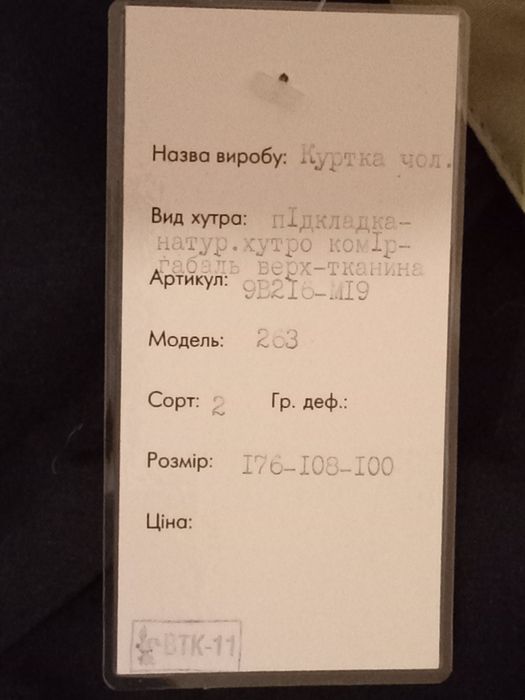 Назва виробу: Куртка чол.
Вид хутра: пІдкладка-
натур.хутро комІр-
габаль верх-тканина
Артикул: 9В2І6-МІ9
Модель: 263
Сорт: 2 Гр. деф.:
Розмір: І76-І08-І00
Ціна:
ВТК-11